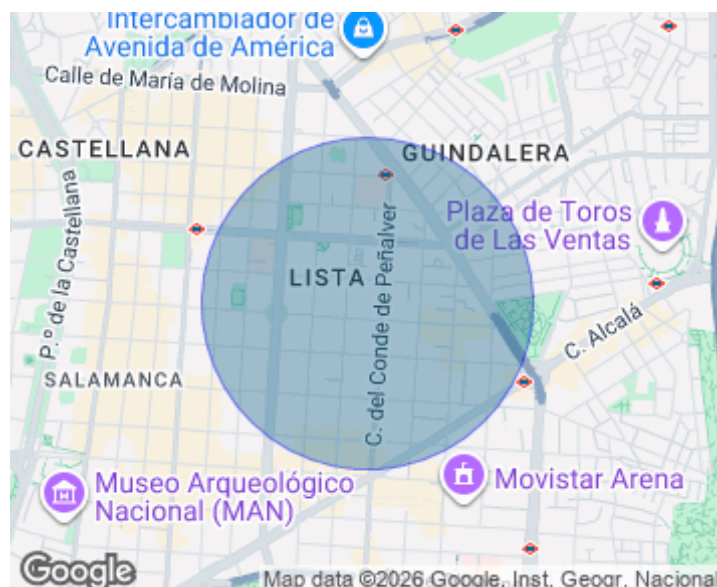 Intercambiador de
Avenida de América
Calle de María de Molina
CASTELLANA
GUINDALERA
Plaza de Toros
de Las Ventas
P.º de la Castellana
LISTA
C. del Conde de Peñalver
C. Alcalá
SALAMANCA
Museo Arqueológico
Nacional (MAN)
Movistar Arena
Google
Map data ©2026 Google, Inst. Geogr. Nacional